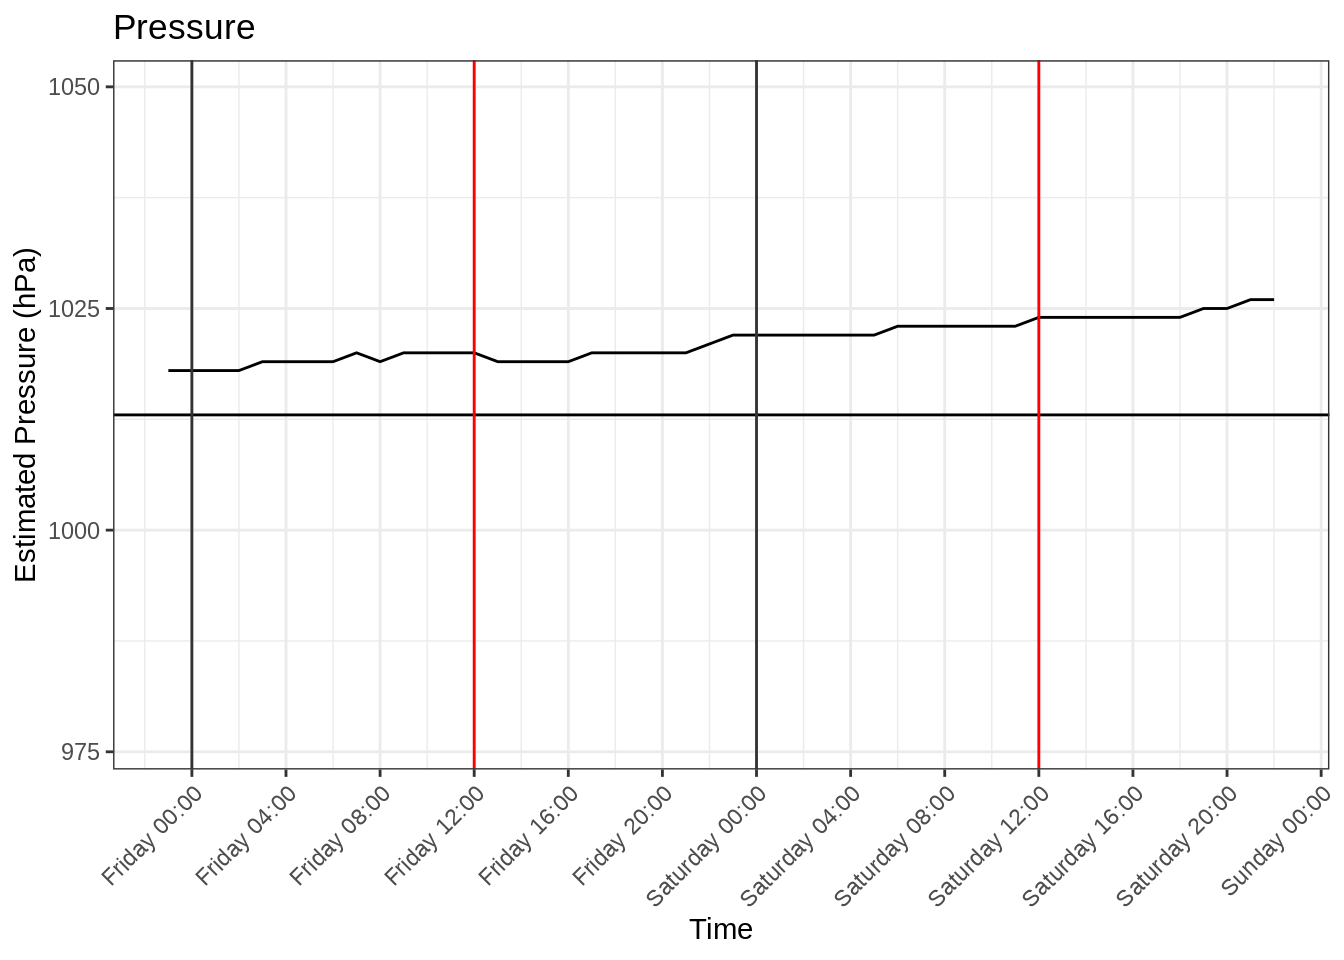 Pressure
Estimated Pressure (hPa)
1050
1025
1000
975
Friday 00:00
Friday 04:00
Friday 08:00
Friday 12:00
Friday 16:00
Friday 20:00
Saturday 00:00
Saturday 04:00
Saturday 08:00
Saturday 12:00
Saturday 16:00
Saturday 20:00
Sunday 00:00
Time